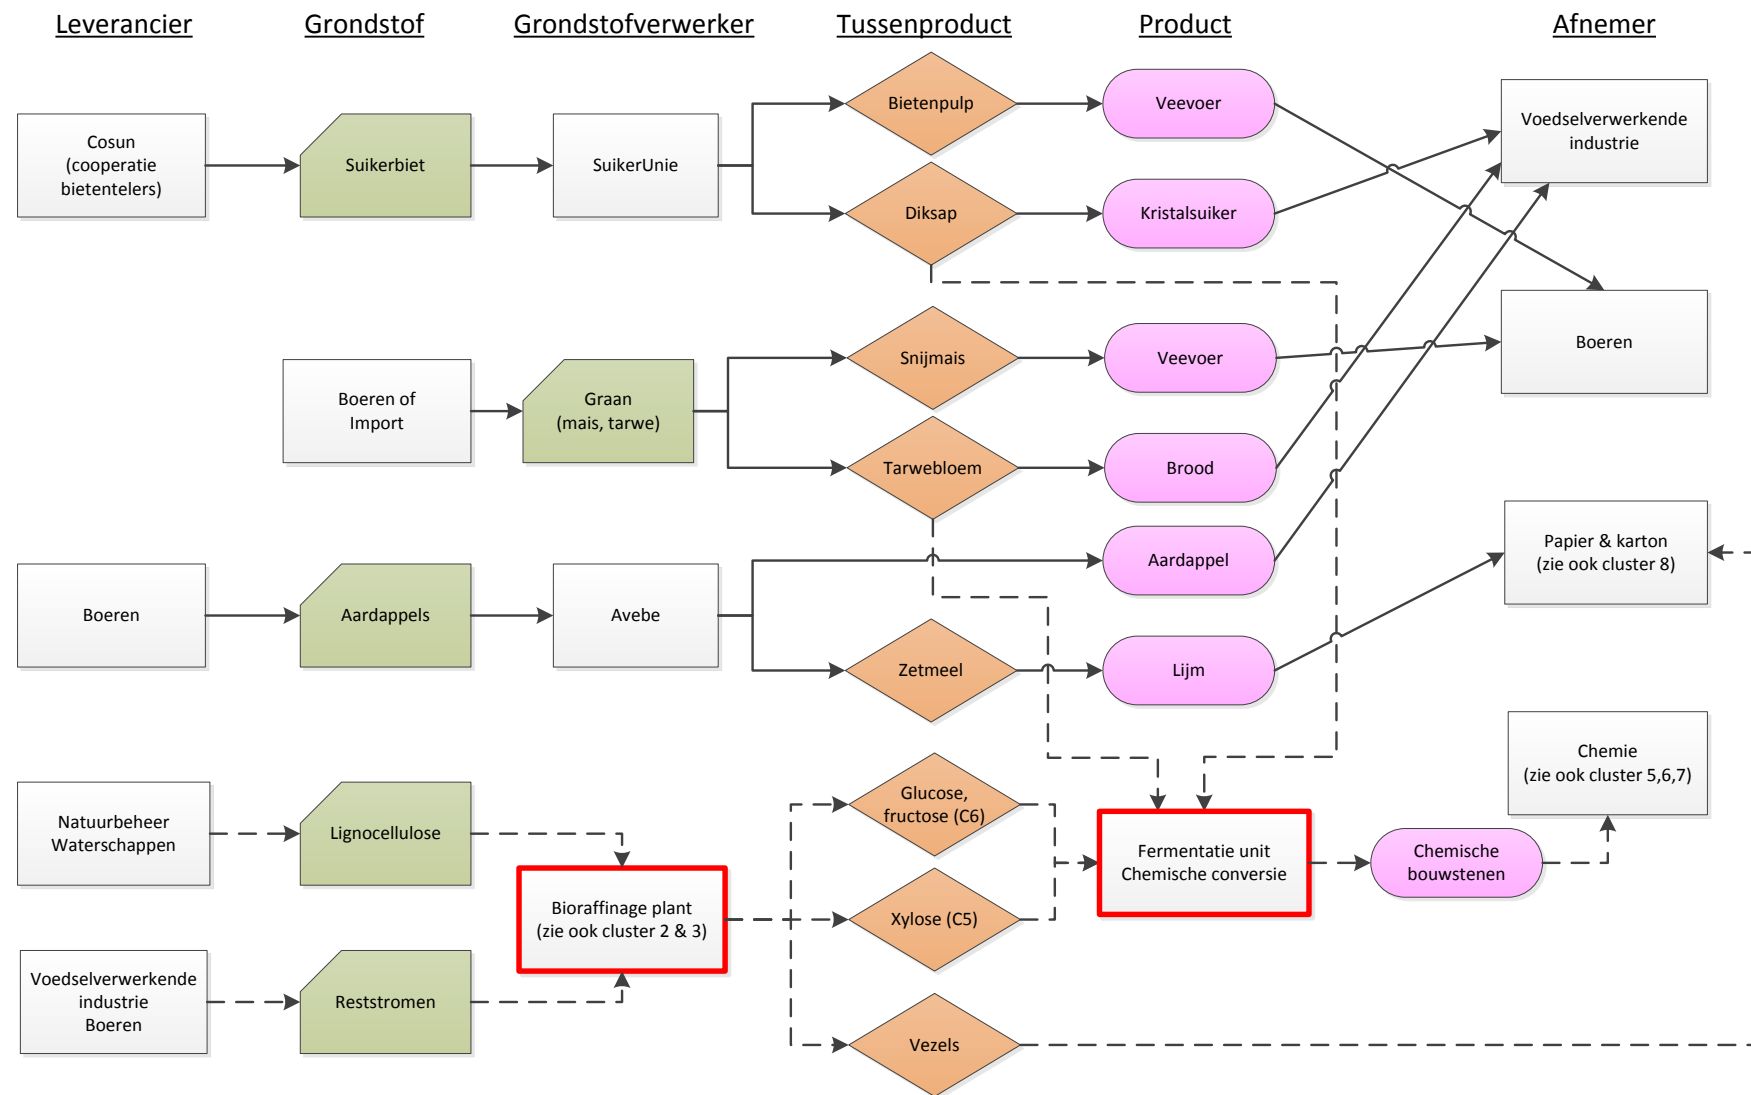 Leverancier
Grondstof
Grondstofverwerker
Tussenproduct
Product
Afnemer
Cosun
(cooperatie
bietentelers)
Suikerbiet
SuikerUnie
Bietenpulp
Veevoer
Voedselverwerkende
industrie
Diksap
Kristalsuiker
Boeren of
Import
Graan
(mais, tarwe)
Snijmais
Veevoer
Boeren
Tarwebloem
Brood
Boeren
Aardappels
Avebe
Aardappel
Papier & karton
(zie ook cluster 8)
Zetmeel
Lijm
Natuurbeheer
Waterschappen
Lignocellulose
Bioraffinage plant
(zie ook cluster 2 & 3)
Glucose,
fructose (C6)
Fermentatie unit
Chemische conversie
Chemische
bouwstenen
Chemie
(zie ook cluster 5,6,7)
Xylose (C5)
Voedselverwerkende
industrie
Boeren
Reststromen
Vezels